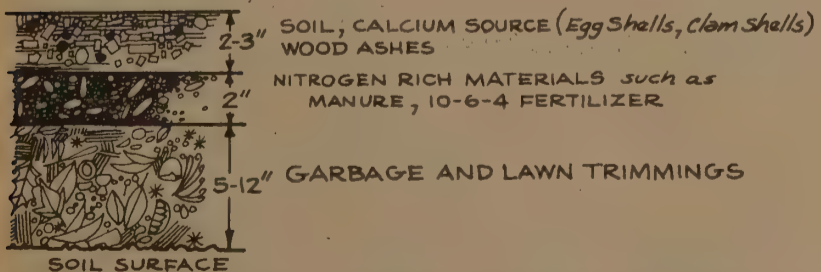 2-3"
SOIL, CALCIUM SOURCE (Egg Shells, Clam Shells)
WOOD ASHES
2"
NITROGEN RICH MATERIALS such as
MANURE, 10-6-4 FERTILIZER
5-12"
GARBAGE AND LAWN TRIMMINGS
SOIL SURFACE